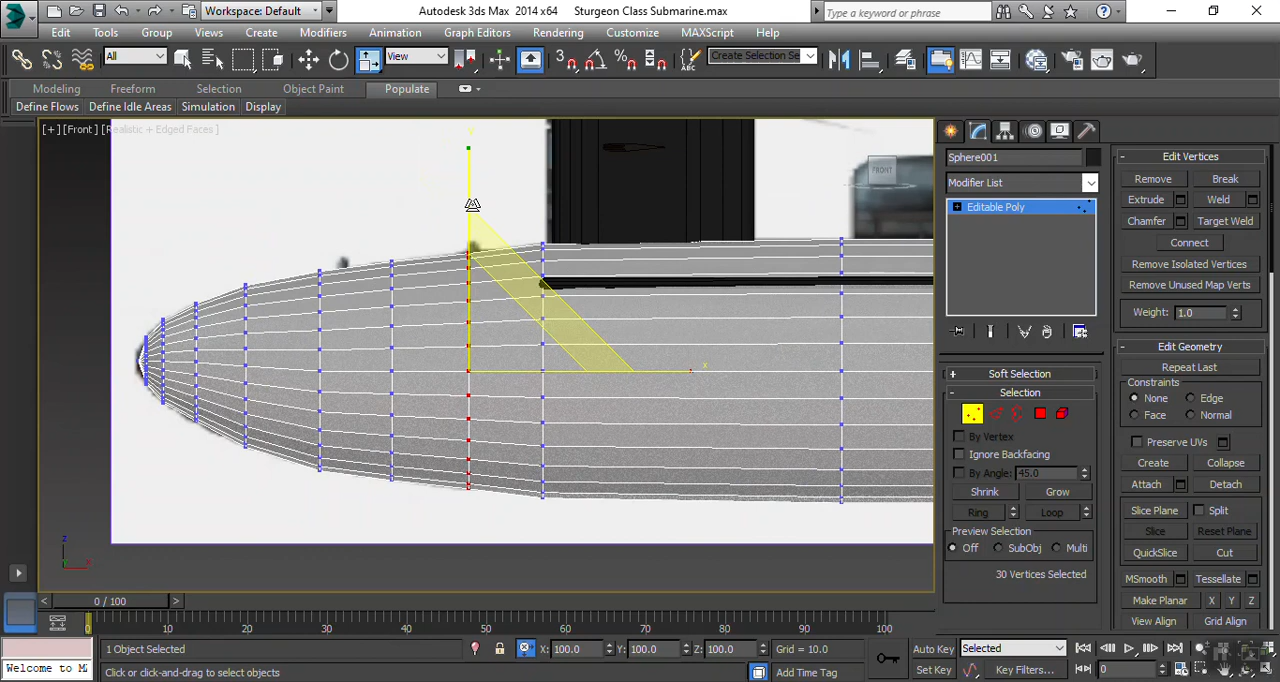 Workspace: Default
Autodesk 3ds Max 2014 x64 Sturgeon Class Submarine.max
Type a keyword or phrase
Edit Tools Group Views Create Modifiers Animation Graph Editors Rendering Customize MAXScript Help
All View 3 Create Selection Se
Modeling Freeform Selection Object Paint Populate
Define Flows Define Idle Areas Simulation Display
[+] [Front] [Realistic + Edged Faces]
FRONT
Y
x
z
x
Sphere001
Modifier List
Editable Poly
Soft Selection
Selection
By Vertex
Ignore Backfacing
By Angle: 45.0
Shrink Grow
Ring Loop
Preview Selection
Off SubObj Multi
30 Vertices Selected
Edit Vertices
Remove Break
Extrude Weld
Chamfer Target Weld
Connect
Remove Isolated Vertices
Remove Unused Map Verts
Weight: 1.0
Edit Geometry
Repeat Last
Constraints
None Edge
Face Normal
Preserve UVs
Create Collapse
Attach Detach
Slice Plane Split
Slice Reset Plane
QuickSlice Cut
MSmooth Tessellate
Make Planar X Y Z
View Align Grid Align
0 / 100
0 10 20 30 40 50 60 70 80 90 100
1 Object Selected X: 100.0 Y: 100.0 Z: 100.0 Grid = 10.0 Auto Key Selected
Welcome to M Click or click-and-drag to select objects Add Time Tag Set Key Key Filters... 0